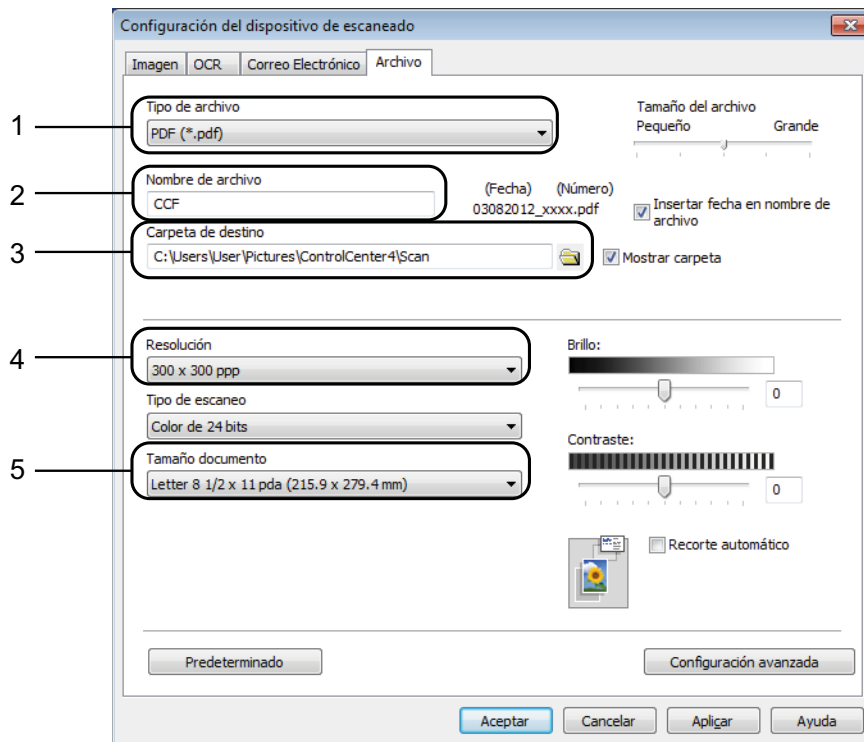 Configuración del dispositivo de escaneado
Imagen OCR Correo Electrónico Archivo
1
Tipo de archivo
PDF (*.pdf)
Tamaño del archivo
Pequeño Grande
2
Nombre de archivo
CCF
(Fecha) (Número)
03082012_xxxx.pdf
Insertar fecha en nombre de
archivo
3
Carpeta de destino
C:\Users\User\Pictures\ControlCenter4\Scan
Mostrar carpeta
4
Resolución
300 x 300 ppp
Tipo de escaneo
Color de 24 bits
5
Tamaño documento
Letter 8 1/2 x 11 pda (215.9 x 279.4 mm)
Brillo:
0
Contraste:
0
Recorte automático
Predeterminado
Configuración avanzada
Aceptar Cancelar Aplicar Ayuda